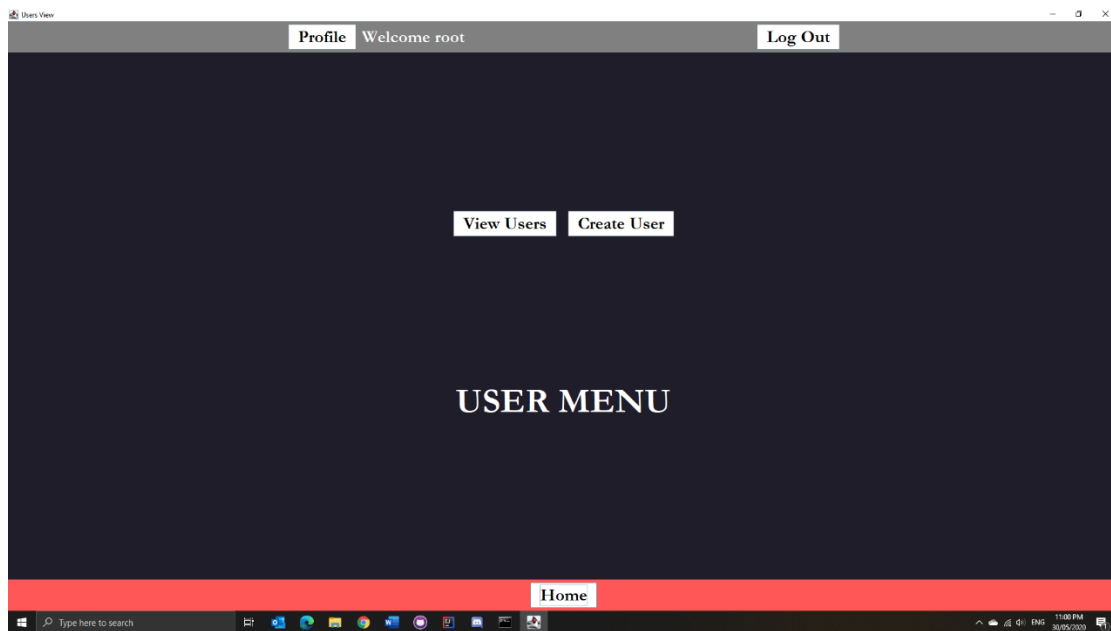 Users View
Profile Welcome root Log Out
View Users Create User
USER MENU
Home
Type here to search
ENG
11:00 PM
30/05/2020